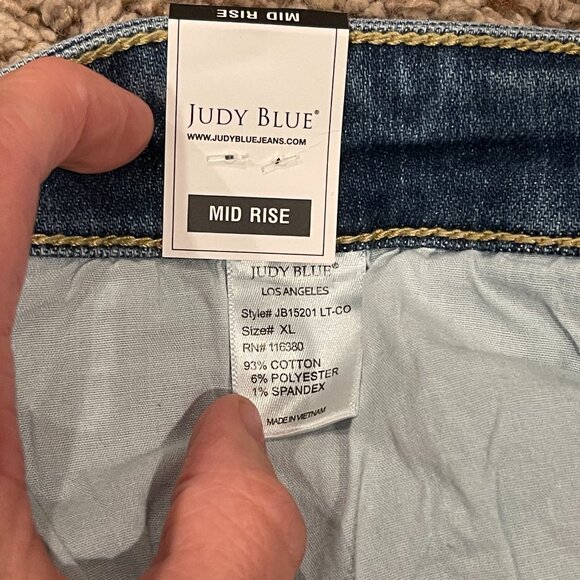 MID RISE
JUDY BLUE®
WWW.JUDYBLUEJEANS.COM
MID RISE
JUDY BLUE®
LOS ANGELES
Style# JB15201 LT-CO
Size# XL
RN# 116380
93% COTTON
6% POLYESTER
1% SPANDEX
MADE IN VIETNAM